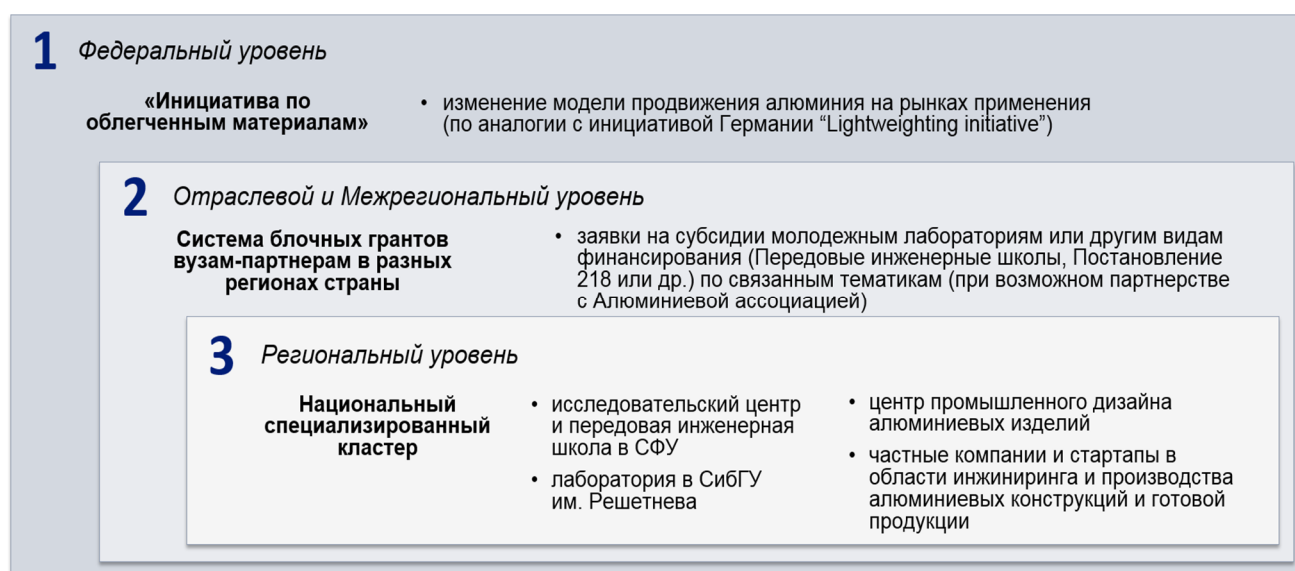 1 Федеральный уровень
«Инициатива по
облегченным материалам»
• изменение модели продвижения алюминия на рынках применения
(по аналогии с инициативой Германии “Lightweighting initiative”)
2 Отраслевой и Межрегиональный уровень
Система блочных грантов
вузам-партнерам в разных
регионах страны
• заявки на субсидии молодежным лабораториям или другим видам
финансирования (Передовые инженерные школы, Постановление
218 или др.) по связанным тематикам (при возможном партнерстве
с Алюминиевой ассоциацией)
3 Региональный уровень
Национальный
специализированный
кластер
• исследовательский центр
и передовая инженерная
школа в СФУ
• лаборатория в СибГУ
им. Решетнева
• центр промышленного дизайна
алюминиевых изделий
• частные компании и стартапы в
области инжиниринга и производства
алюминиевых конструкций и готовой
продукции